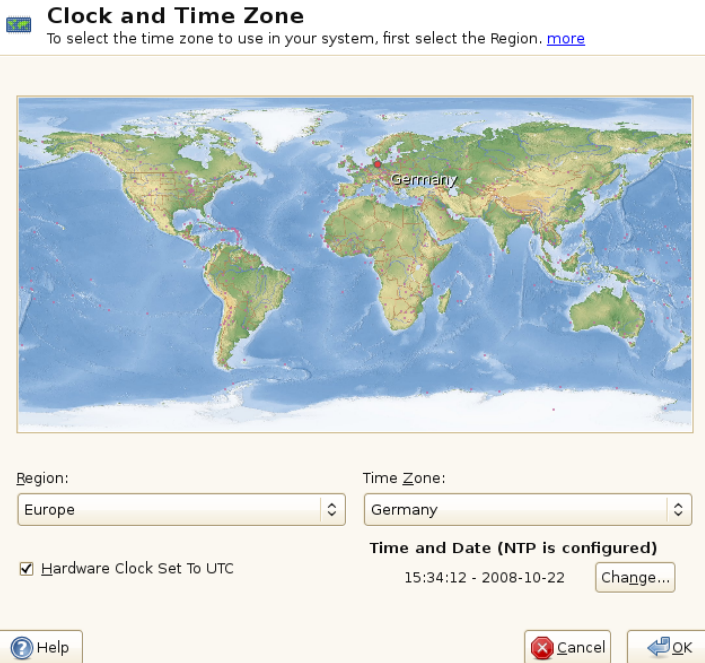 Clock and Time Zone
To select the time zone to use in your system, first select the Region. more
Germany
Region:
Time Zone:
Europe
Germany
Time and Date (NTP is configured)
Hardware Clock Set To UTC
15:34:12 - 2008-10-22
Change...
Help
Cancel
OK